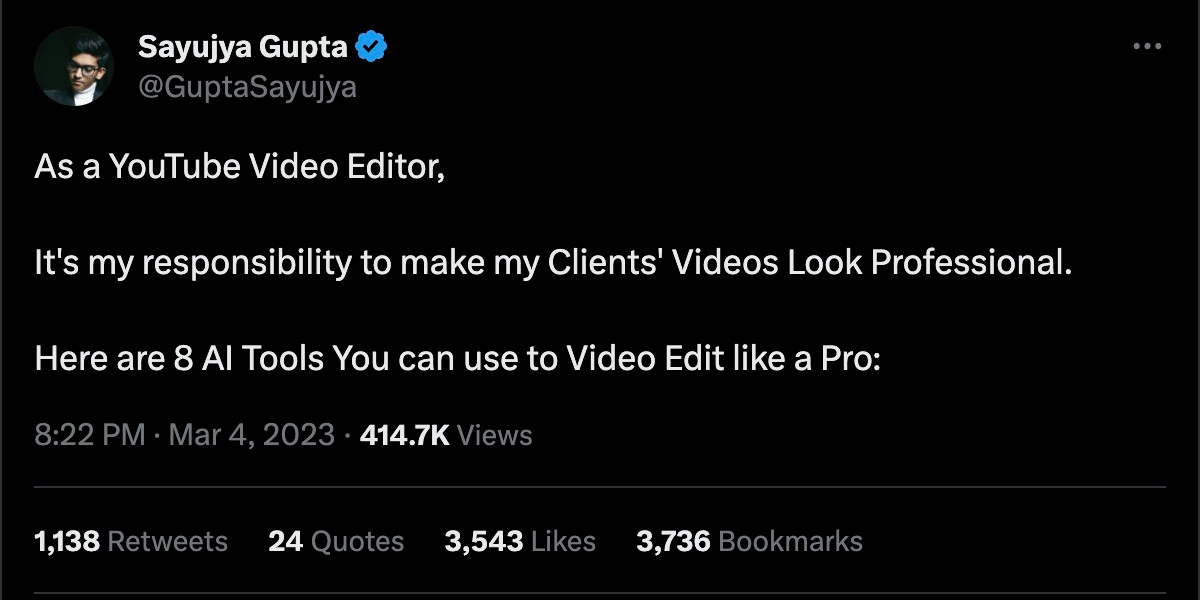 Sayujya Gupta
@GuptaSayujya
As a YouTube Video Editor,
It's my responsibility to make my Clients' Videos Look Professional.
Here are 8 AI Tools You can use to Video Edit like a Pro:
8:22 PM · Mar 4, 2023 · 414.7K Views
1,138 Retweets 24 Quotes 3,543 Likes 3,736 Bookmarks